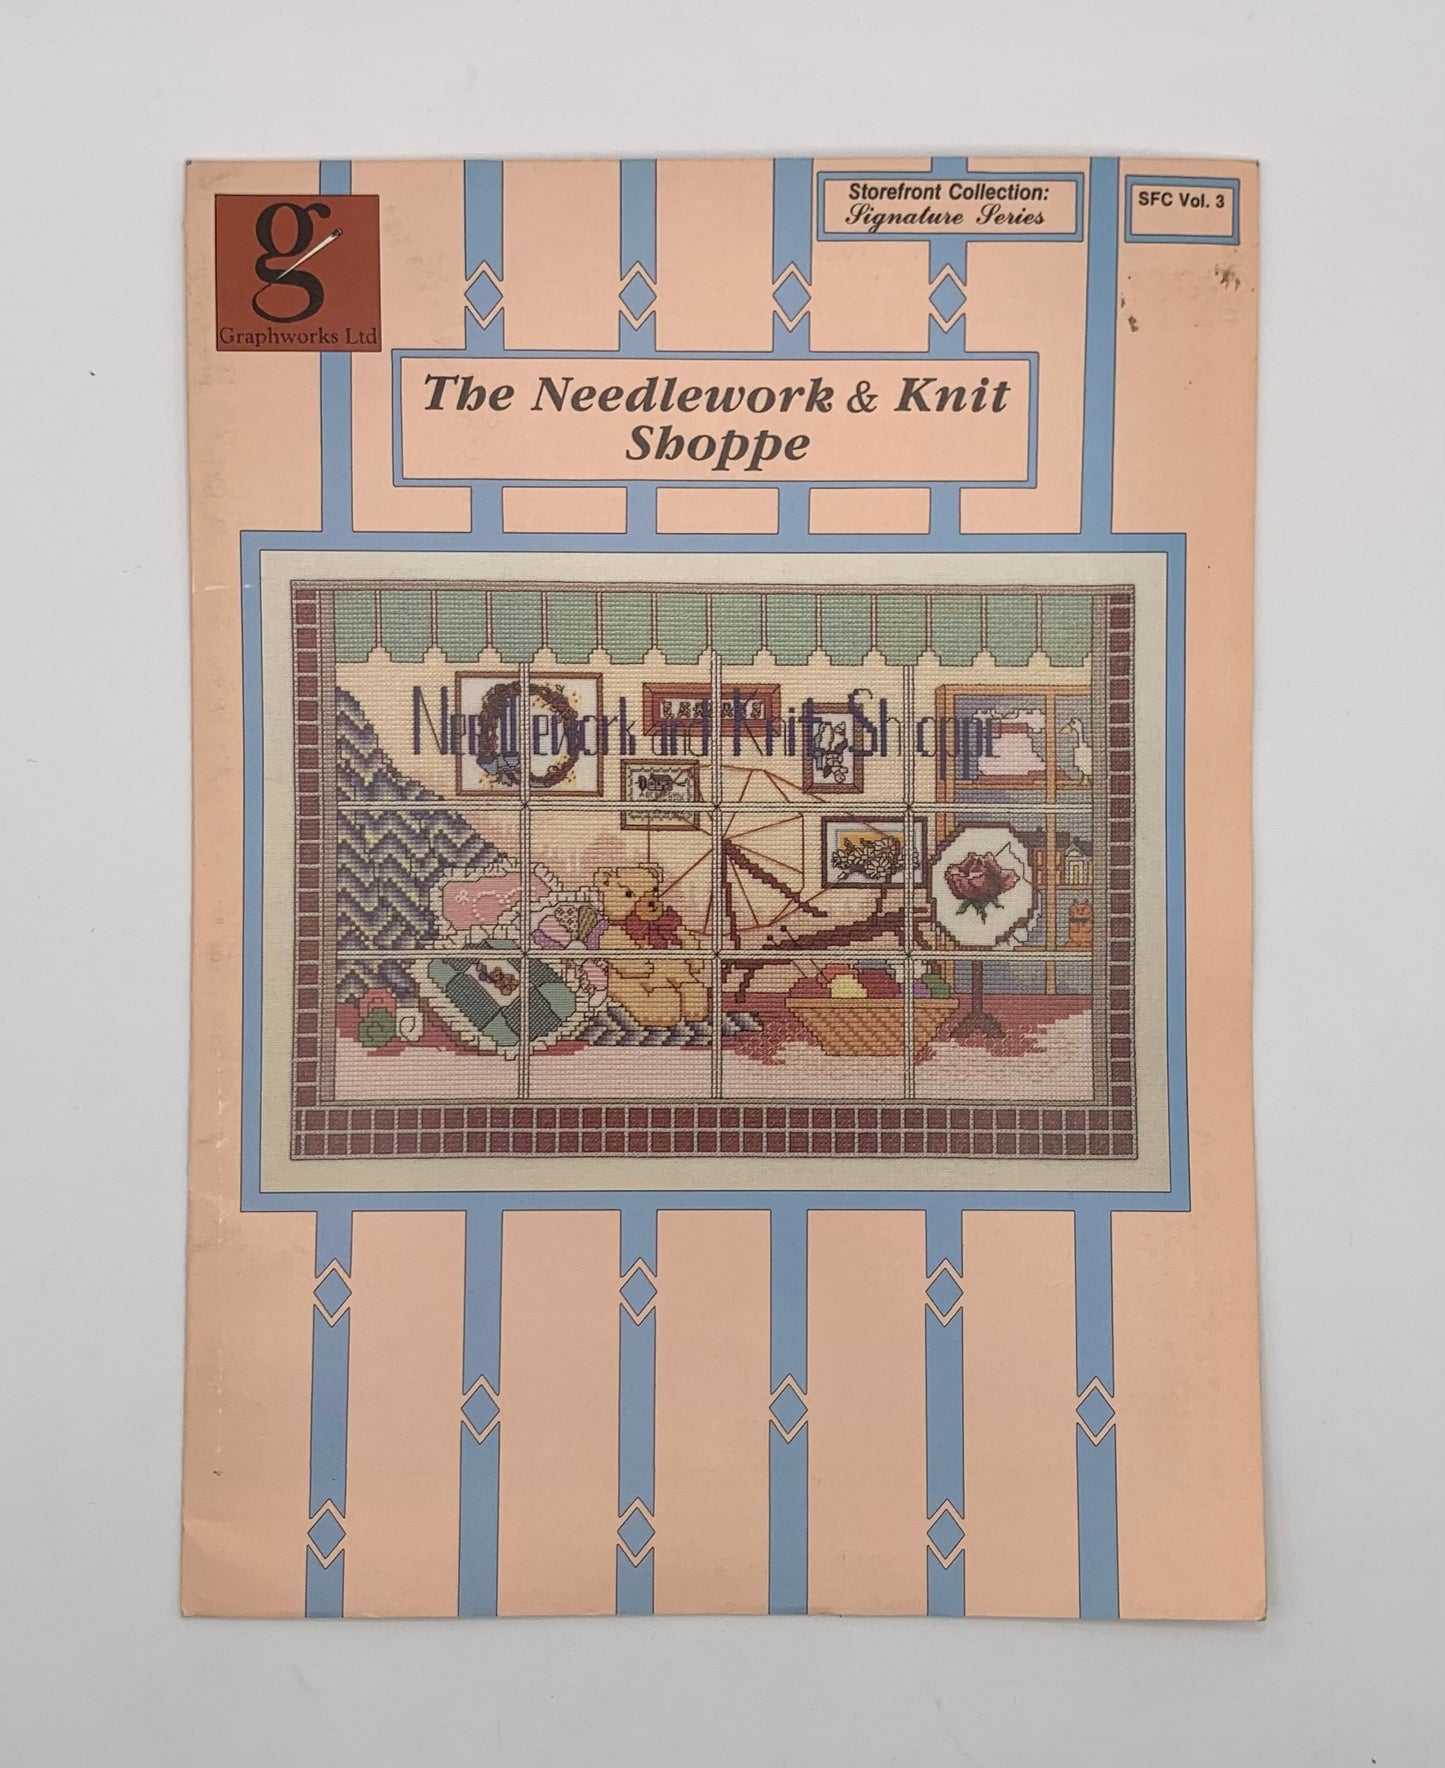 Storefront Collection:
Signature Series
SFC Vol. 3
g
Graphworks Ltd
The Needlework & Knit
Shoppe
Needlework and Knit Shoppe